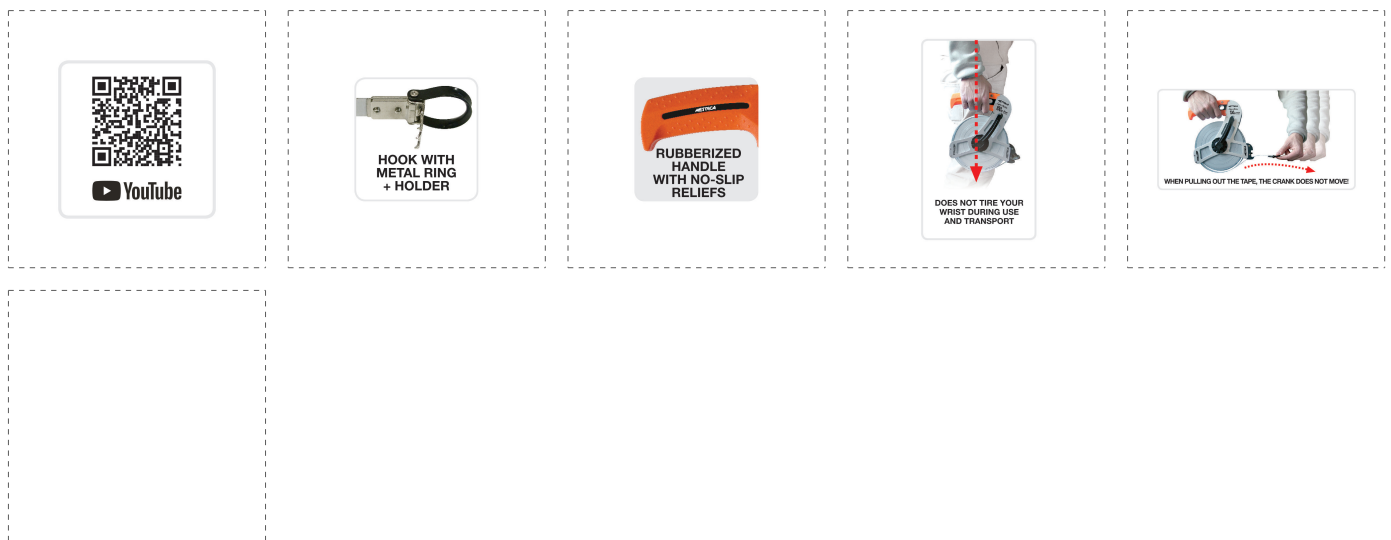 YouTube
HOOK WITH
METAL RING
+ HOLDER
METRICA
RUBBERIZED
HANDLE
WITH NO-SLIP
RELIEFS
DOES NOT TIRE YOUR
WRIST DURING USE
AND TRANSPORT
WHEN PULLING OUT THE TAPE, THE CRANK DOES NOT MOVE!